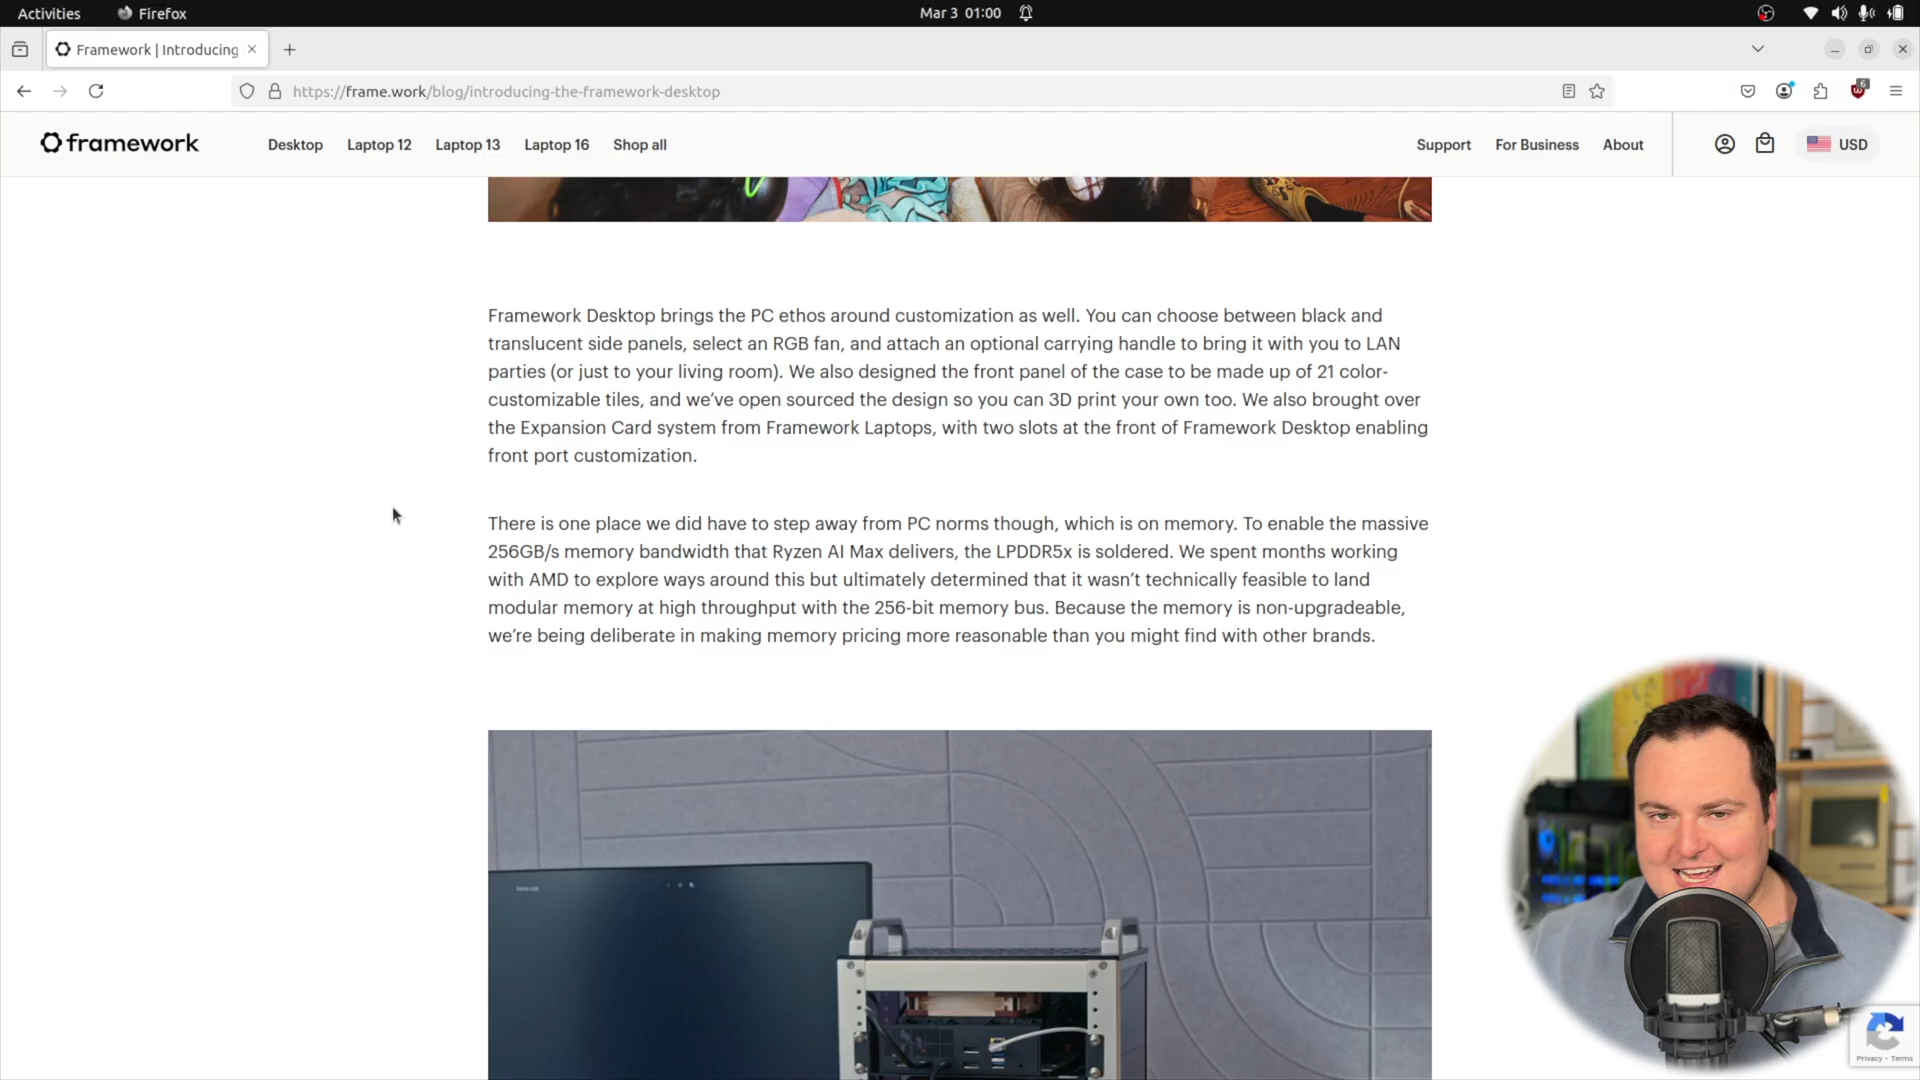 Activities
Firefox
Mar 3 01:00
Framework | Introducing
https://frame.work/blog/introducing-the-framework-desktop
6
framework
Desktop
Laptop 12
Laptop 13
Laptop 16
Shop all
Support
For Business
About
USD
Framework Desktop brings the PC ethos around customization as well. You can choose between black and
translucent side panels, select an RGB fan, and attach an optional carrying handle to bring it with you to LAN
parties (or just to your living room). We also designed the front panel of the case to be made up of 21 color-
customizable tiles, and we’ve open sourced the design so you can 3D print your own too. We also brought over
the Expansion Card system from Framework Laptops, with two slots at the front of Framework Desktop enabling
front port customization.
There is one place we did have to step away from PC norms though, which is on memory. To enable the massive
256GB/s memory bandwidth that Ryzen AI Max delivers, the LPDDR5x is soldered. We spent months working
with AMD to explore ways around this but ultimately determined that it wasn’t technically feasible to land
modular memory at high throughput with the 256-bit memory bus. Because the memory is non-upgradeable,
we’re being deliberate in making memory pricing more reasonable than you might find with other brands.
Privacy - Terms